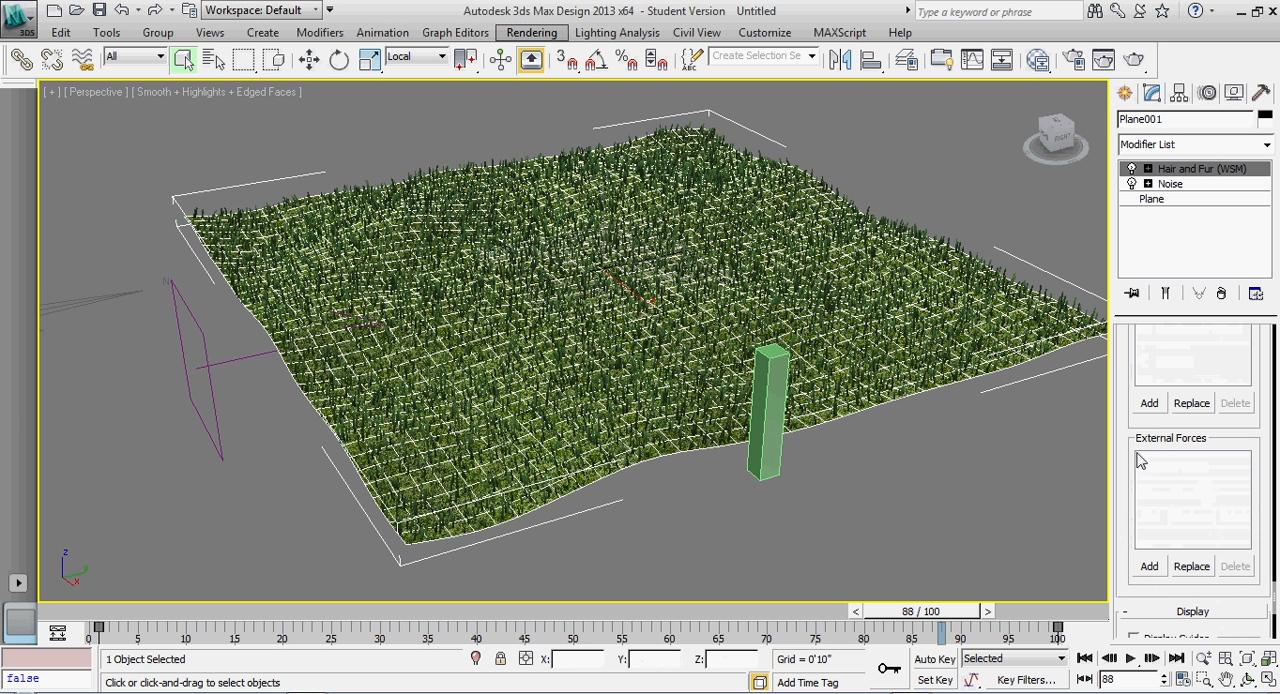 Workspace: Default
Autodesk 3ds Max Design 2013 x64 - Student Version Untitled
Type a keyword or phrase
3DS
Edit Tools Group Views Create Modifiers Animation Graph Editors Rendering Lighting Analysis Civil View Customize MAXScript Help
All
Local
3
ABC
Create Selection Se
[ + ] [ Perspective ] [ Smooth + Highlights + Edged Faces ]
RIGHT
Plane001
Modifier List
Hair and Fur (WSM)
Noise
Plane
Add Replace Delete
External Forces
Add Replace Delete
Display
z
x
88 / 100
0 5 10 15 20 25 30 35 40 45 50 55 60 65 70 75 80 85 90 95 100
1 Object Selected
X: Y: Z:
Grid = 0'10"
Auto Key
Selected
false
Click or click-and-drag to select objects
Add Time Tag
Set Key
Key Filters...
88